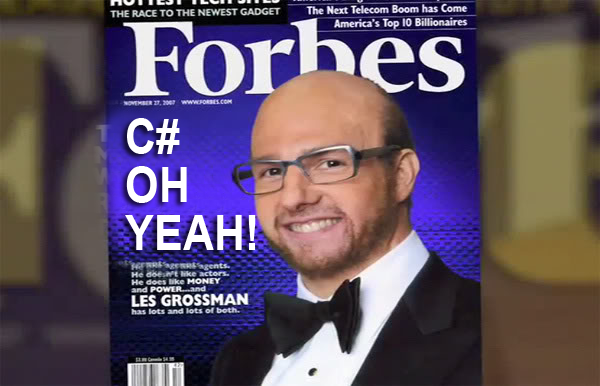 HOTTEST TECH SITES
THE RACE TO THE NEWEST GADGET
The Next Telecom Boom has Come
America's Top 10 Billionaires
Forbes
NOVEMBER 27, 2007 WWW.FORBES.COM
C#
OH
YEAH!
agents.
He doesn't like actors.
He does like MONEY
and POWER...and
LES GROSSMAN
has lots and lots of both.